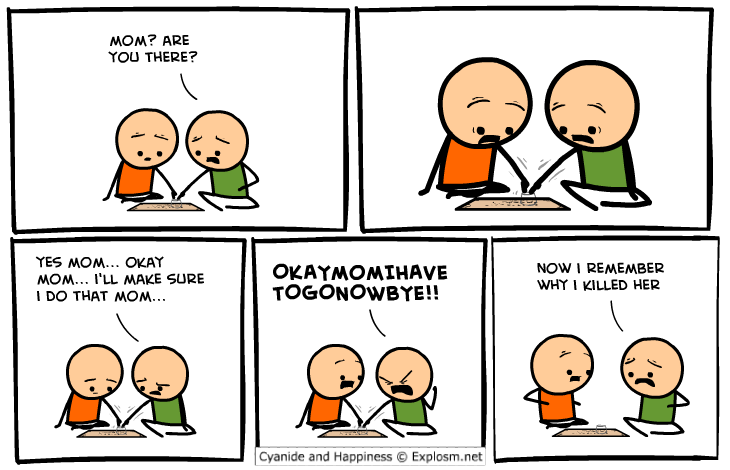 MOM? ARE
YOU THERE?
YES MOM... OKAY
MOM... I'LL MAKE SURE
I DO THAT MOM...
OKAYMOMIHAVE
TOGONOWBYE!!
NOW I REMEMBER
WHY I KILLED HER
Cyanide and Happiness © Explosm.net